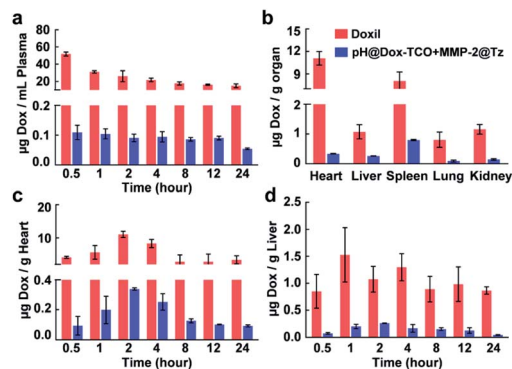 a
µg Dox / mL Plasma
60
50
40
30
20
10
0.2
0.1
0.0
0.5 1 2 4 8 12 24
Time (hour)
b
Doxil
pH@Dox-TCO+MMP-2@Tz
µg Dox / g organ
15
12
9
6
2
1
0
Heart Liver Spleen Lung Kidney
c
µg Dox / g Heart
20
10
0.4
0.2
0.0
0.5 1 2 4 8 12 24
Time (hour)
d
µg Dox / g Liver
2.5
2.0
1.5
1.0
0.5
0.0
0.5 1 2 4 8 12 24
Time (hour)